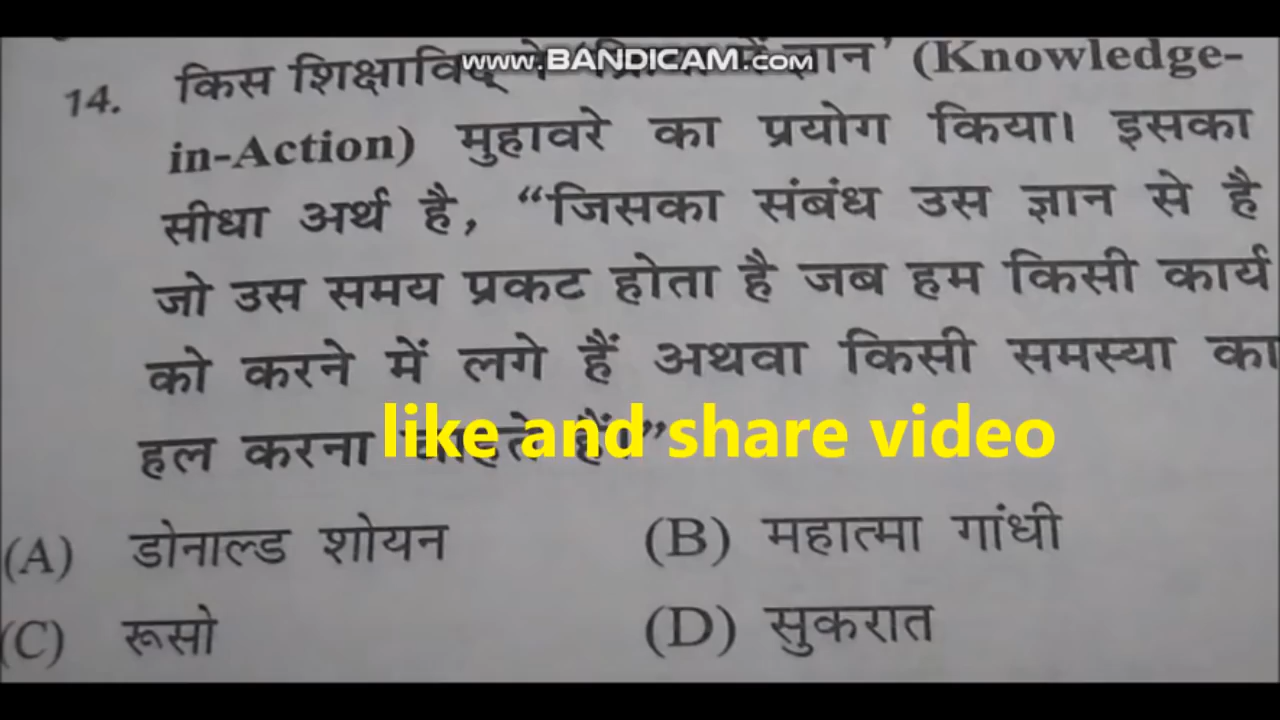 www.BANDICAM.com
14. किस शिक्षाविद् ज्ञान’ (Knowledge-
in-Action) मुहावरे का प्रयोग किया। इसका
सीधा अर्थ है, “जिसका संबंध उस ज्ञान से है
जो उस समय प्रकट होता है जब हम किसी कार्य
को करने में लगे हैं अथवा किसी समस्या का
हल करना हैं।”
like and share video
(A) डोनाल्ड शोयन (B) महात्मा गांधी
(C) रूसो (D) सुकरात